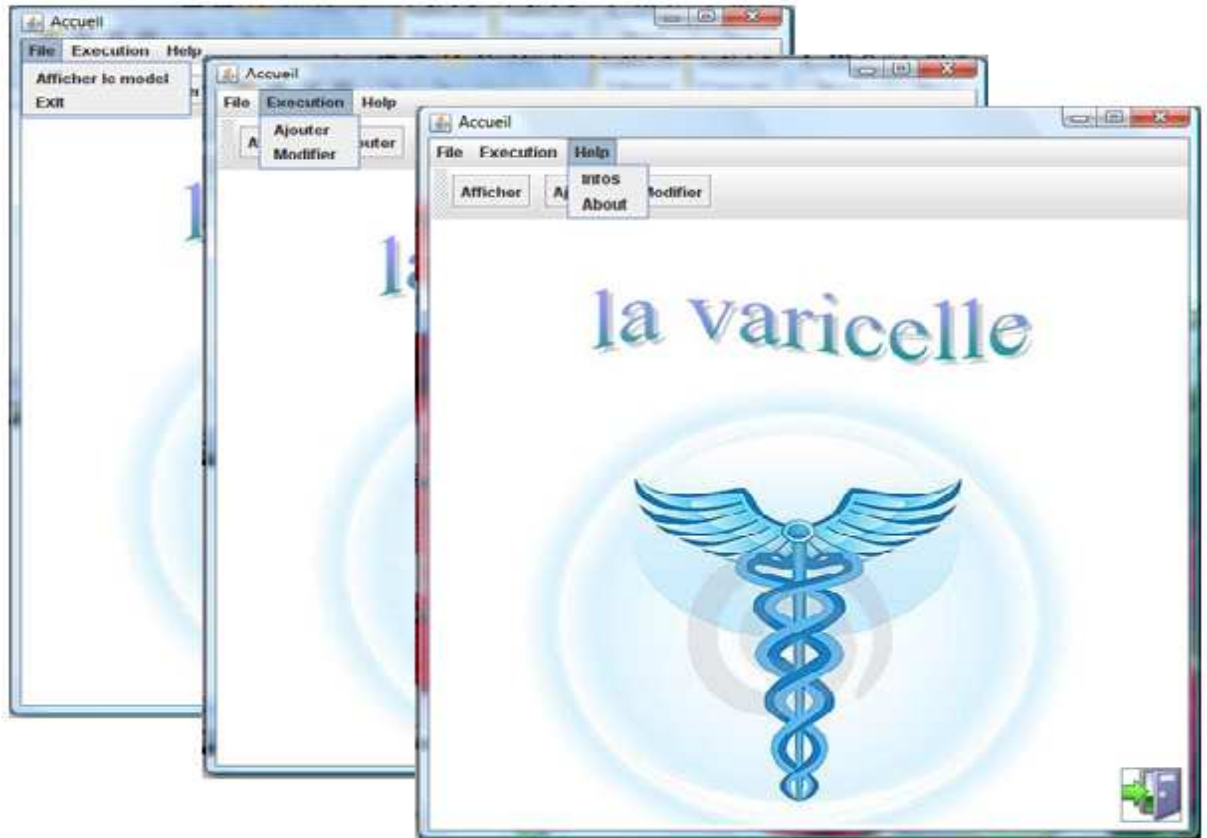 Accueil
File Execution Help
Afficher le model
Exit
Accueil
File Execution Help
Ajouter
Modifier
Accueil
File Execution Help
Infos
About
Afficher Modifier
la varicelle